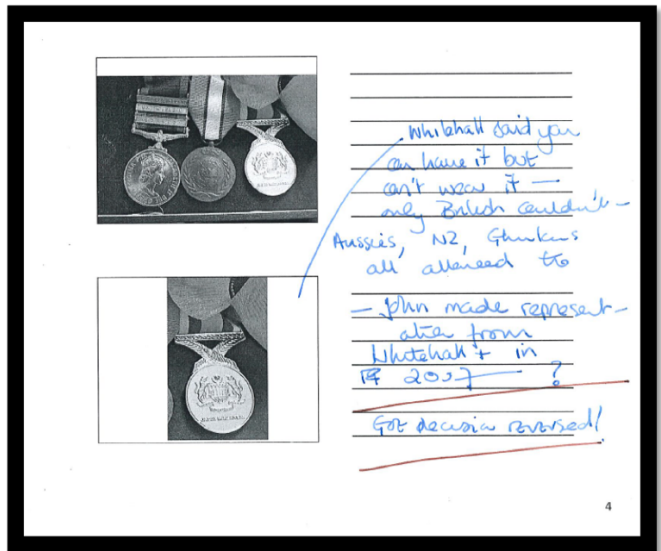 Whitehall said you
can have it but
can't wear it —
only British couldn't —
Aussies, NZ, Ghurkas
all allowed to
— John made represent-
ation from
Whitehall + in
2007 — ?
Got decision reversed!
4